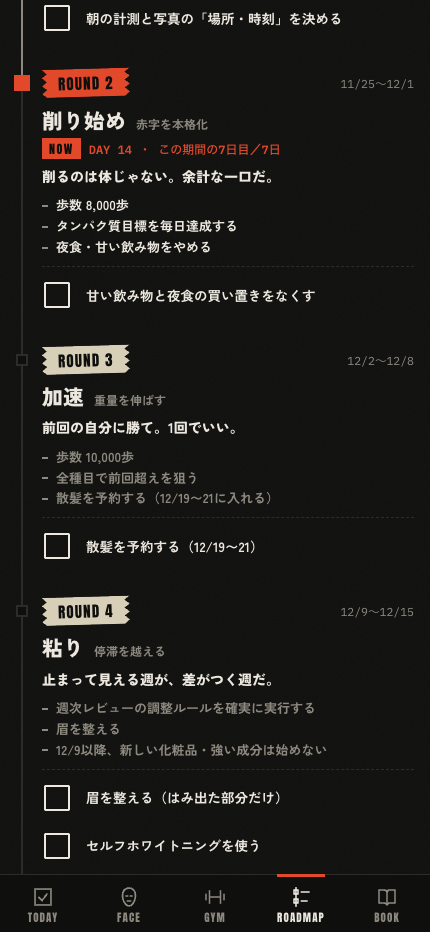 朝の計測と写真の「場所・時刻」を決める
ROUND 2
11/25〜12/1
削り始め 赤字を本格化
NOW DAY 14 ・ この期間の7日目／7日
削るのは体じゃない。余計な一口だ。
– 歩数 8,000歩
– タンパク質目標を毎日達成する
– 夜食・甘い飲み物をやめる
甘い飲み物と夜食の買い置きをなくす
ROUND 3
12/2〜12/8
加速 重量を伸ばす
前回の自分に勝て。1回でいい。
– 歩数 10,000歩
– 全種目で前回超えを狙う
– 散髪を予約する（12/19〜21に入れる）
散髪を予約する（12/19〜21）
ROUND 4
12/9〜12/15
粘り 停滞を越える
止まって見える週が、差がつく週だ。
– 週次レビューの調整ルールを確実に実行する
– 眉を整える
– 12/9以降、新しい化粧品・強い成分は始めない
眉を整える（はみ出た部分だけ）
セルフホワイトニングを使う
TODAY FACE GYM ROADMAP BOOK